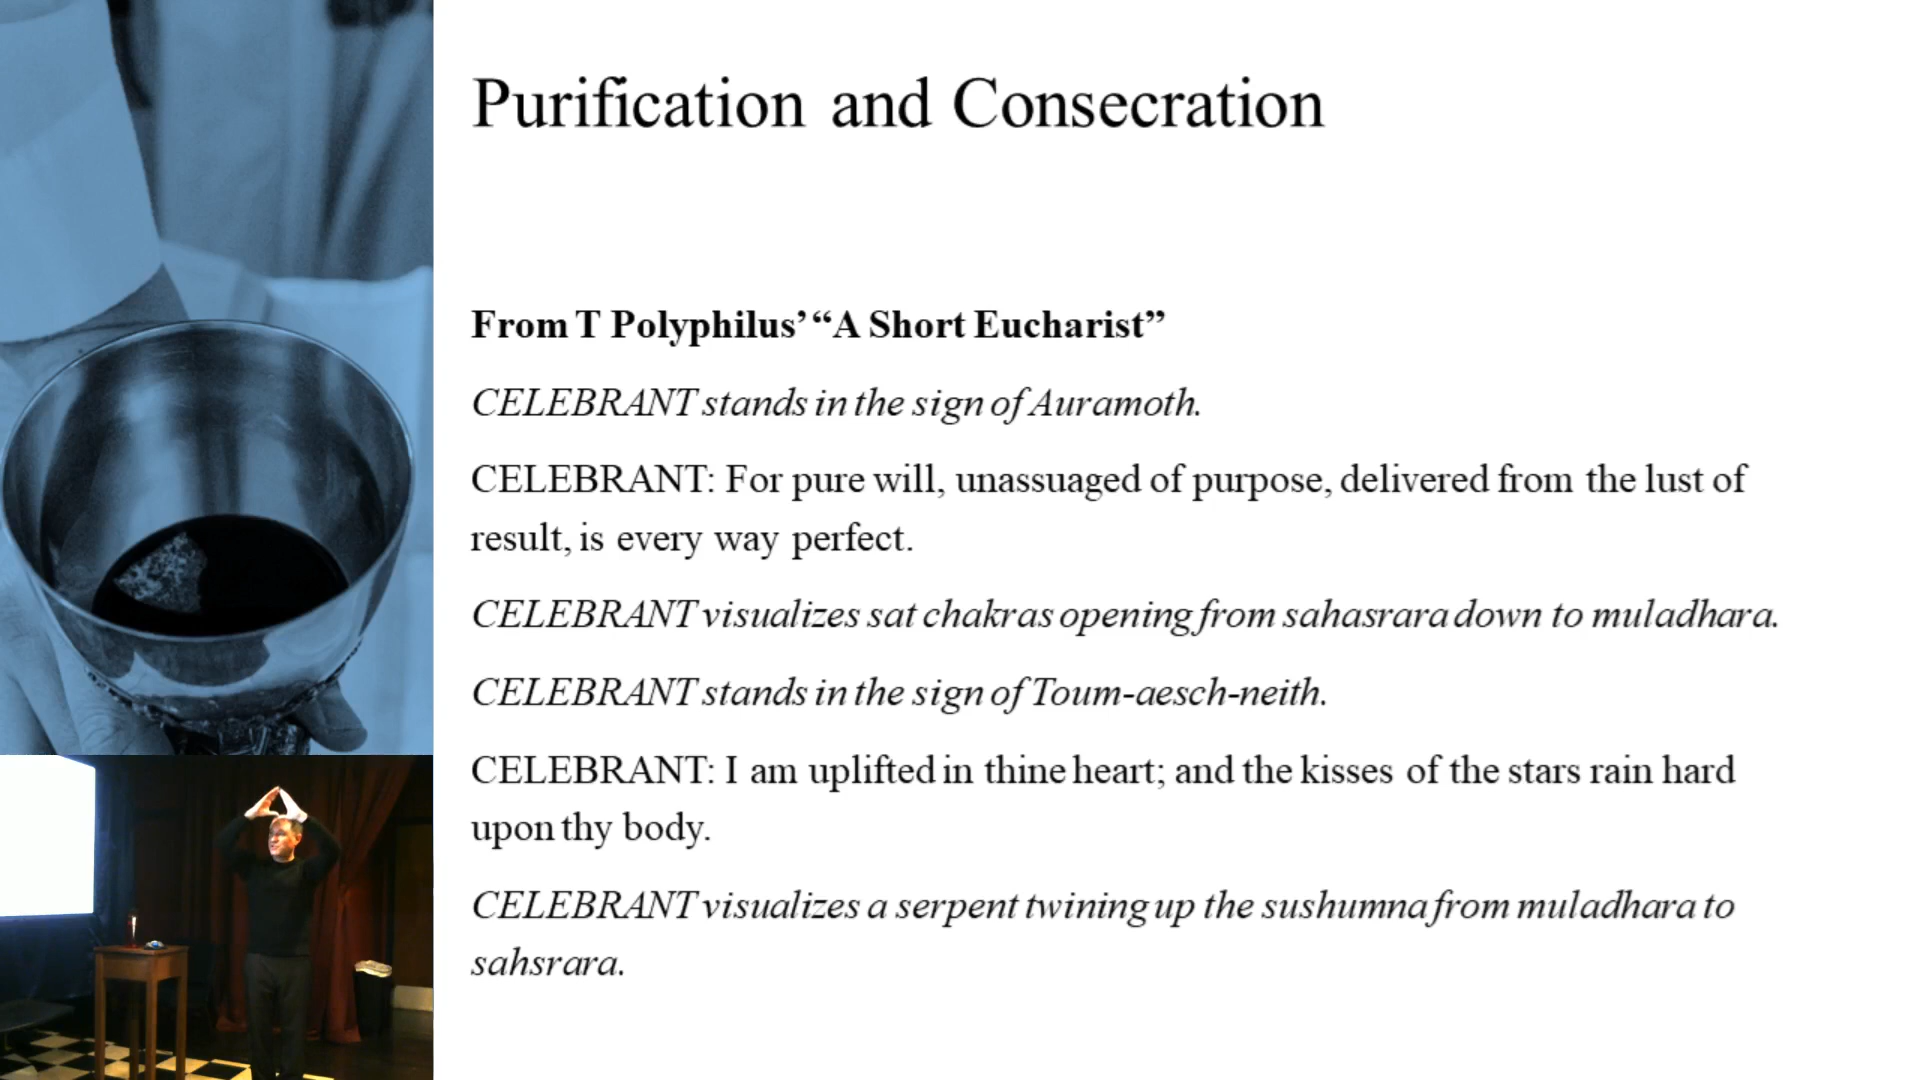 Purification and Consecration
From T Polyphilus’ “A Short Eucharist”
CELEBRANT stands in the sign of Auramoth.
CELEBRANT: For pure will, unassuaged of purpose, delivered from the lust of
result, is every way perfect.
CELEBRANT visualizes sat chakras opening from sahasrara down to muladhara.
CELEBRANT stands in the sign of Toum-aesch-neith.
CELEBRANT: I am uplifted in thine heart; and the kisses of the stars rain hard
upon thy body.
CELEBRANT visualizes a serpent twining up the sushumna from muladhara to
sahsrara.